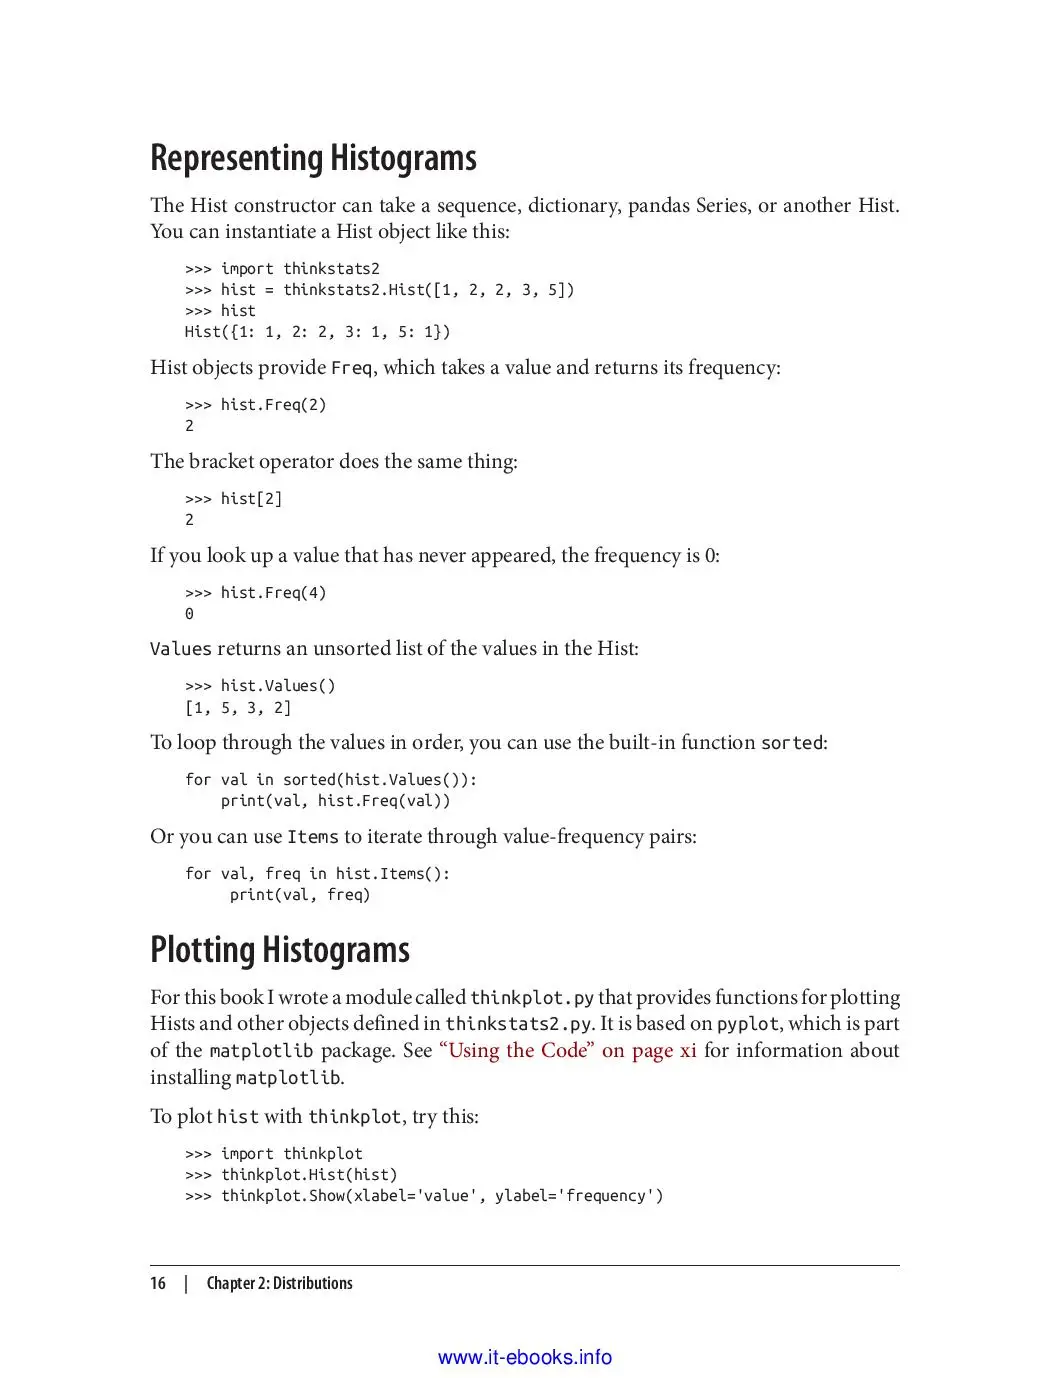 Representing Histograms
The Hist constructor can take a sequence, dictionary, pandas Series, or another Hist.
You can instantiate a Hist object like this:
>>> import thinkstats2
>>> hist = thinkstats2.Hist([1, 2, 2, 3, 5])
>>> hist
Hist({1: 1, 2: 2, 3: 1, 5: 1})
Hist objects provide Freq, which takes a value and returns its frequency:
>>> hist.Freq(2)
2
The bracket operator does the same thing:
>>> hist[2]
2
If you look up a value that has never appeared, the frequency is 0:
>>> hist.Freq(4)
0
Values returns an unsorted list of the values in the Hist:
>>> hist.Values()
[1, 5, 3, 2]
To loop through the values in order, you can use the built-in function sorted:
for val in sorted(hist.Values()):
    print(val, hist.Freq(val))
Or you can use Items to iterate through value-frequency pairs:
for val, freq in hist.Items():
     print(val, freq)
Plotting Histograms
For this book I wrote a module called thinkplot.py that provides functions for plotting
Hists and other objects defined in thinkstats2.py. It is based on pyplot, which is part
of the matplotlib package. See “Using the Code” on page xi for information about
installing matplotlib.
To plot hist with thinkplot, try this:
>>> import thinkplot
>>> thinkplot.Hist(hist)
>>> thinkplot.Show(xlabel='value', ylabel='frequency')
16 | Chapter 2: Distributions
www.it-ebooks.info